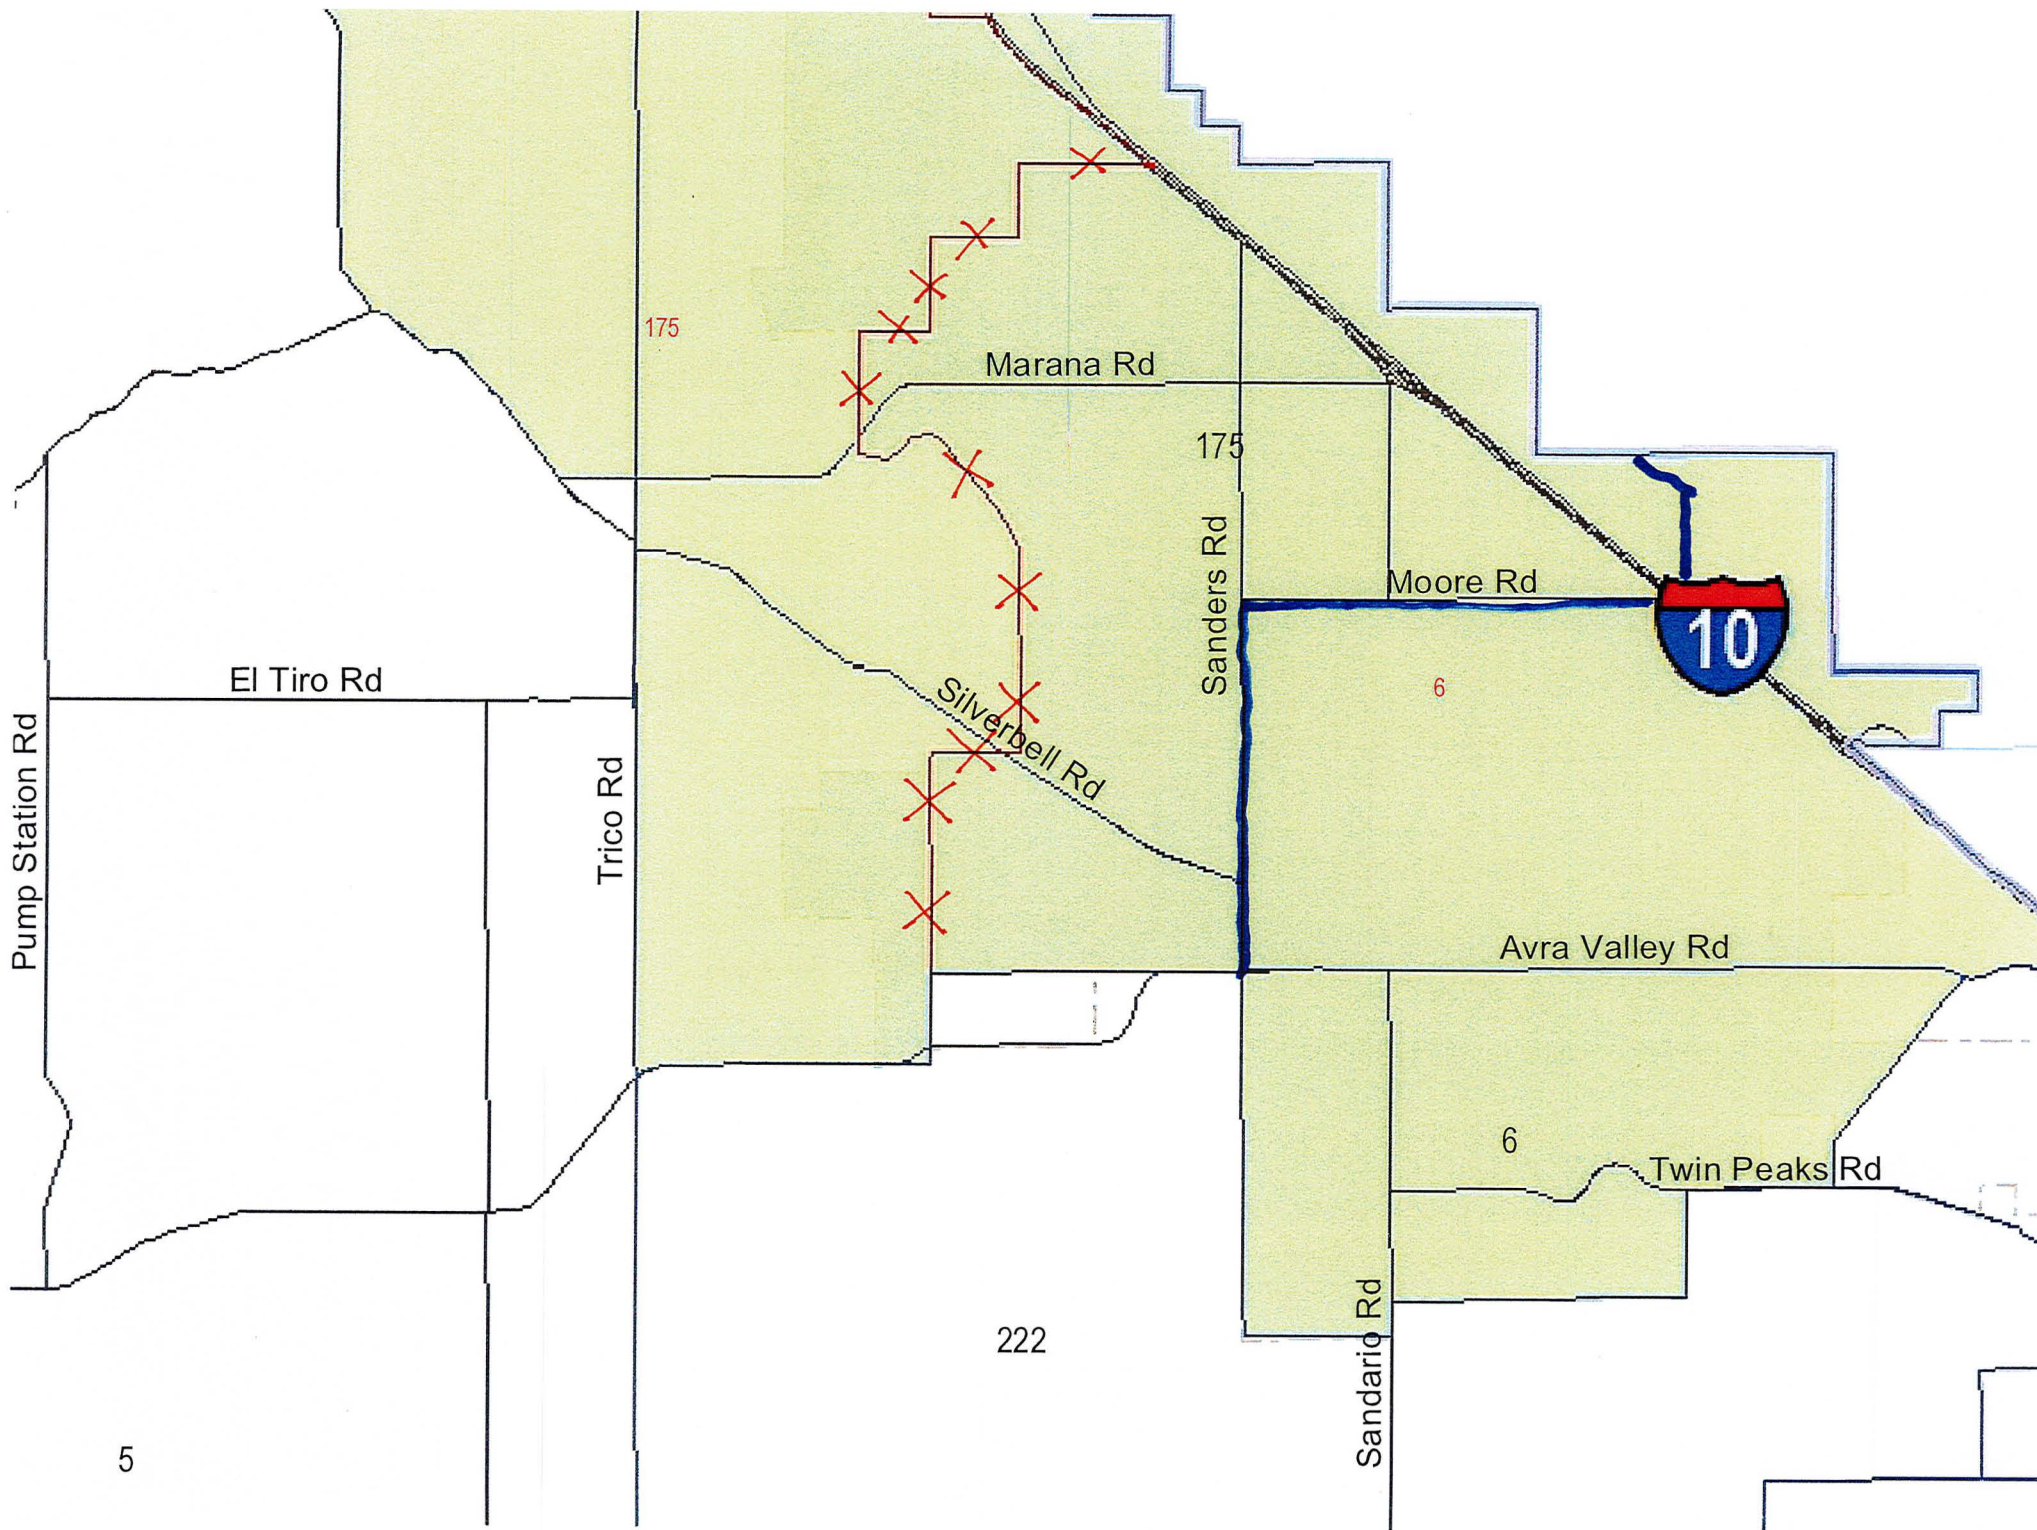 175
Marana Rd
175
Sanders Rd
Moore Rd
10
El Tiro Rd
Silverbell Rd
6
Pump Station Rd
Trico Rd
Avra Valley Rd
6
Twin Peaks Rd
222
Sandario Rd
5